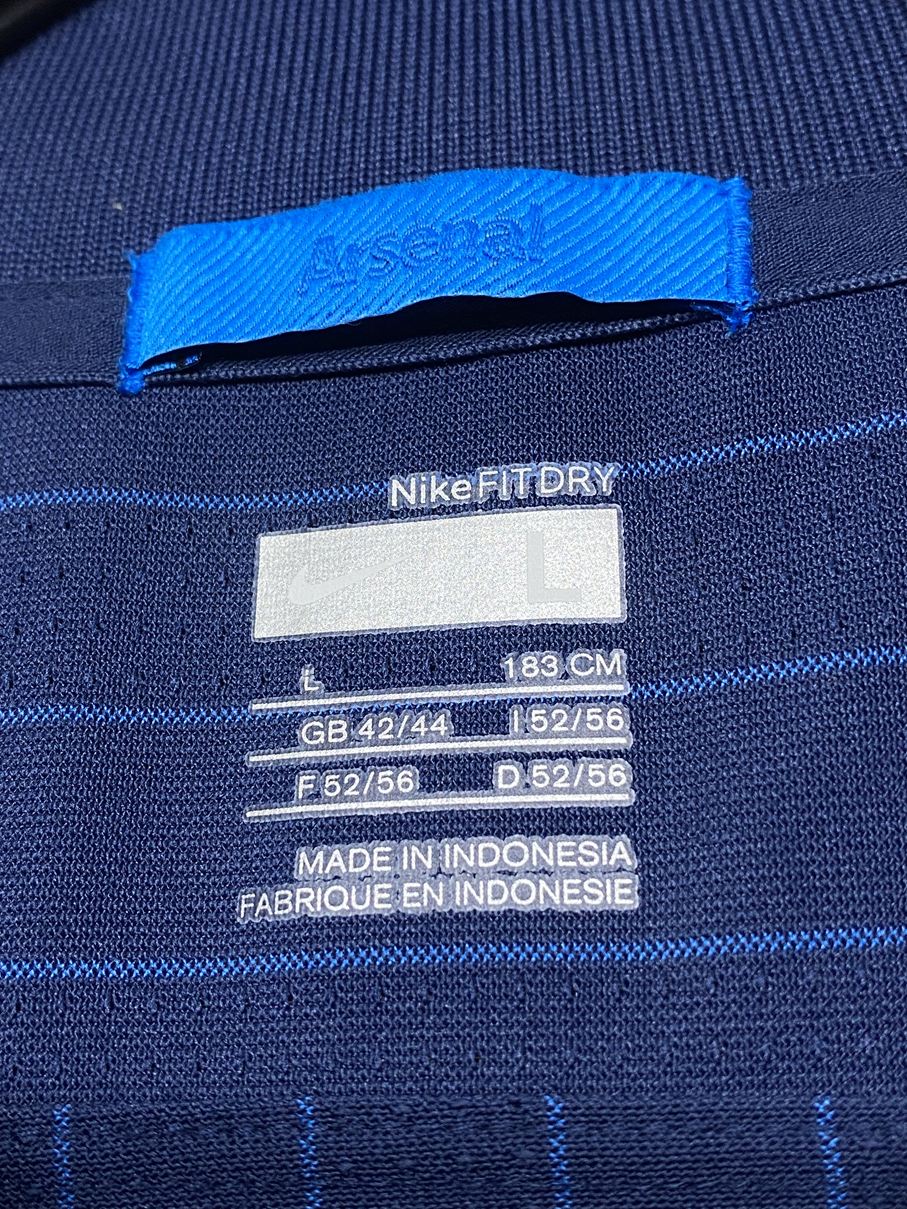 Arsenal
NikeFITDRY
L
L 183 CM
GB 42/44 I 52/56
F 52/56 D 52/56
MADE IN INDONESIA
FABRIQUE EN INDONESIE